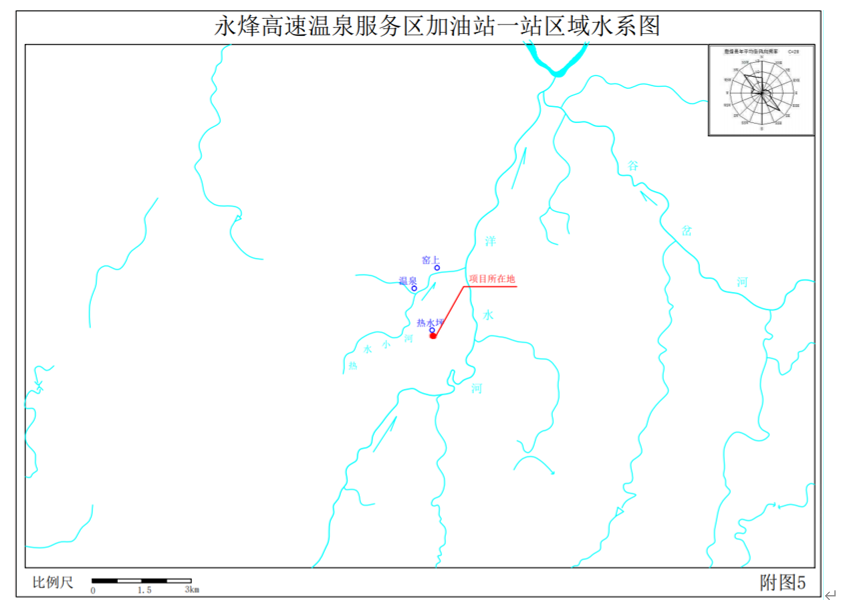 永烽高速温泉服务区加油站一站区域水系图
谷
岔
河
洋
水
河
窑上
温泉
项目所在地
热水坪
热
水
小
河
比例尺
0
1.5
3km
附图5